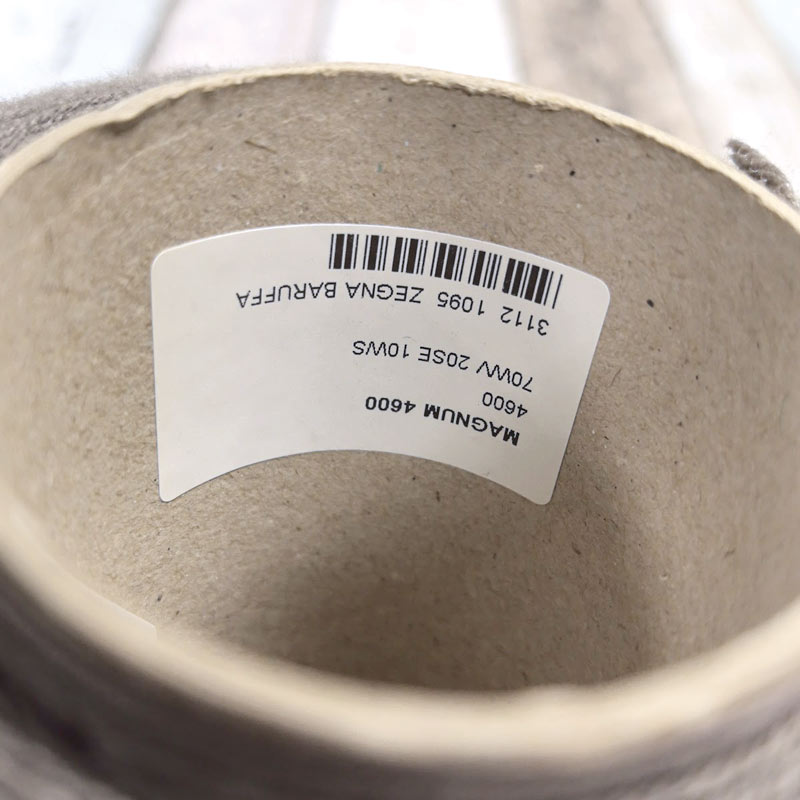 MAGNUM 4600
4600
70WV 20SE 10WS
3112 1095 ZEGNA BARUFFA